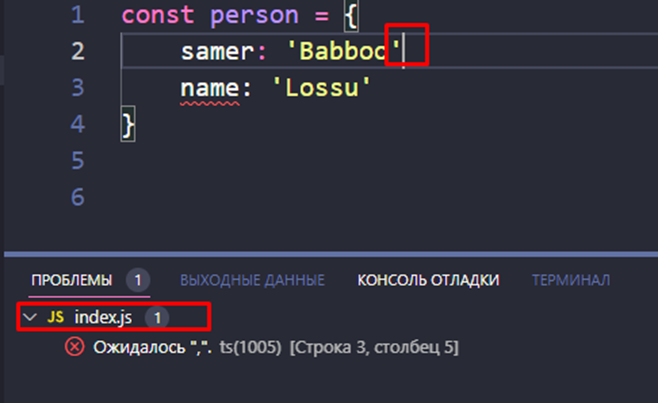 1 const person = {
2 samer: 'Babboo'
3 name: 'Lossu'
4 }
5
6
ПРОБЛЕМЫ 1 ВЫХОДНЫЕ ДАННЫЕ КОНСОЛЬ ОТЛАДКИ ТЕРМИНАЛ
JS index.js 1
Ожидалось ",". ts(1005) [Строка 3, столбец 5]